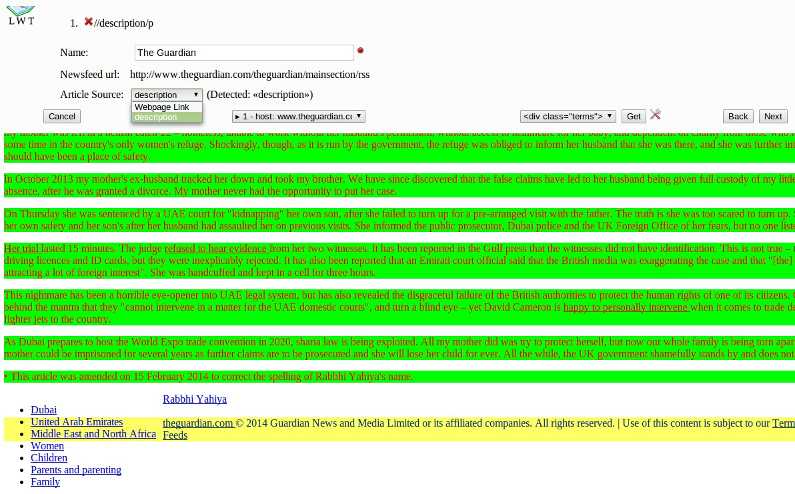 LWT
1. //description/p
Name: The Guardian
Newsfeed url: http://www.theguardian.com/theguardian/mainsection/rss
Article Source: description (Detected: «description»)
Webpage Link
description
Cancel ▸ 1 - host: www.theguardian.co <div class="terms"> Get Back Next
some time in the country's only women's refuge. Shockingly, though, as it is run by the government, the refuge was obliged to inform her husband that she was there, and she was further in
should have been a place of safety.
In October 2013 my mother's ex-husband tracked her down and took my brother. We have since discovered that the false claims have led to her husband being given full custody of my little
absence, after he was granted a divorce. My mother never had the opportunity to put her case.
On Thursday she was sentenced by a UAE court for "kidnapping" her own son, after she failed to turn up for a pre-arranged visit with the father. The truth is she was too scared to turn up.
her own safety and her son's after her husband had assaulted her on previous visits. She informed the public prosecutor, Dubai police and the UK Foreign Office of her fears, but no one liste
Her trial lasted 15 minutes. The judge refused to hear evidence from her two witnesses. It has been reported in the Gulf press that the witnesses did not have identification. This is not true –
driving licences and ID cards, but they were inexplicably rejected. It has also been reported that an Emirati court official said that the British media was exaggerating the case and that "[the]
attracting a lot of foreign interest". She was handcuffed and kept in a cell for three hours.
This nightmare has been a horrible eye-opener into UAE legal system, but has also revealed the disgraceful failure of the British authorities to protect the human rights of one of its citizens.
behind the mantra that they "cannot intervene in a matter for the UAE domestic courts", and turn a blind eye – yet David Cameron is happy to personally intervene when it comes to trade de
fighter jets to the country.
As Dubai prepares to host the World Expo trade convention in 2020, sharia law is being exploited. All my mother did was try to protect herself, but now our whole family is being torn apar
mother could be imprisoned for several years as further claims are to be prosecuted and she will lose her child for ever. All the while, the UK government shamefully stands by and does not
• This article was amended on 15 February 2014 to correct the spelling of Rabbhi Yahiya's name.
Rabbhi Yahiya
• Dubai
• United Arab Emirates
• Middle East and North Africa
• Women
• Children
• Parents and parenting
• Family
theguardian.com © 2014 Guardian News and Media Limited or its affiliated companies. All rights reserved. | Use of this content is subject to our Term
Feeds